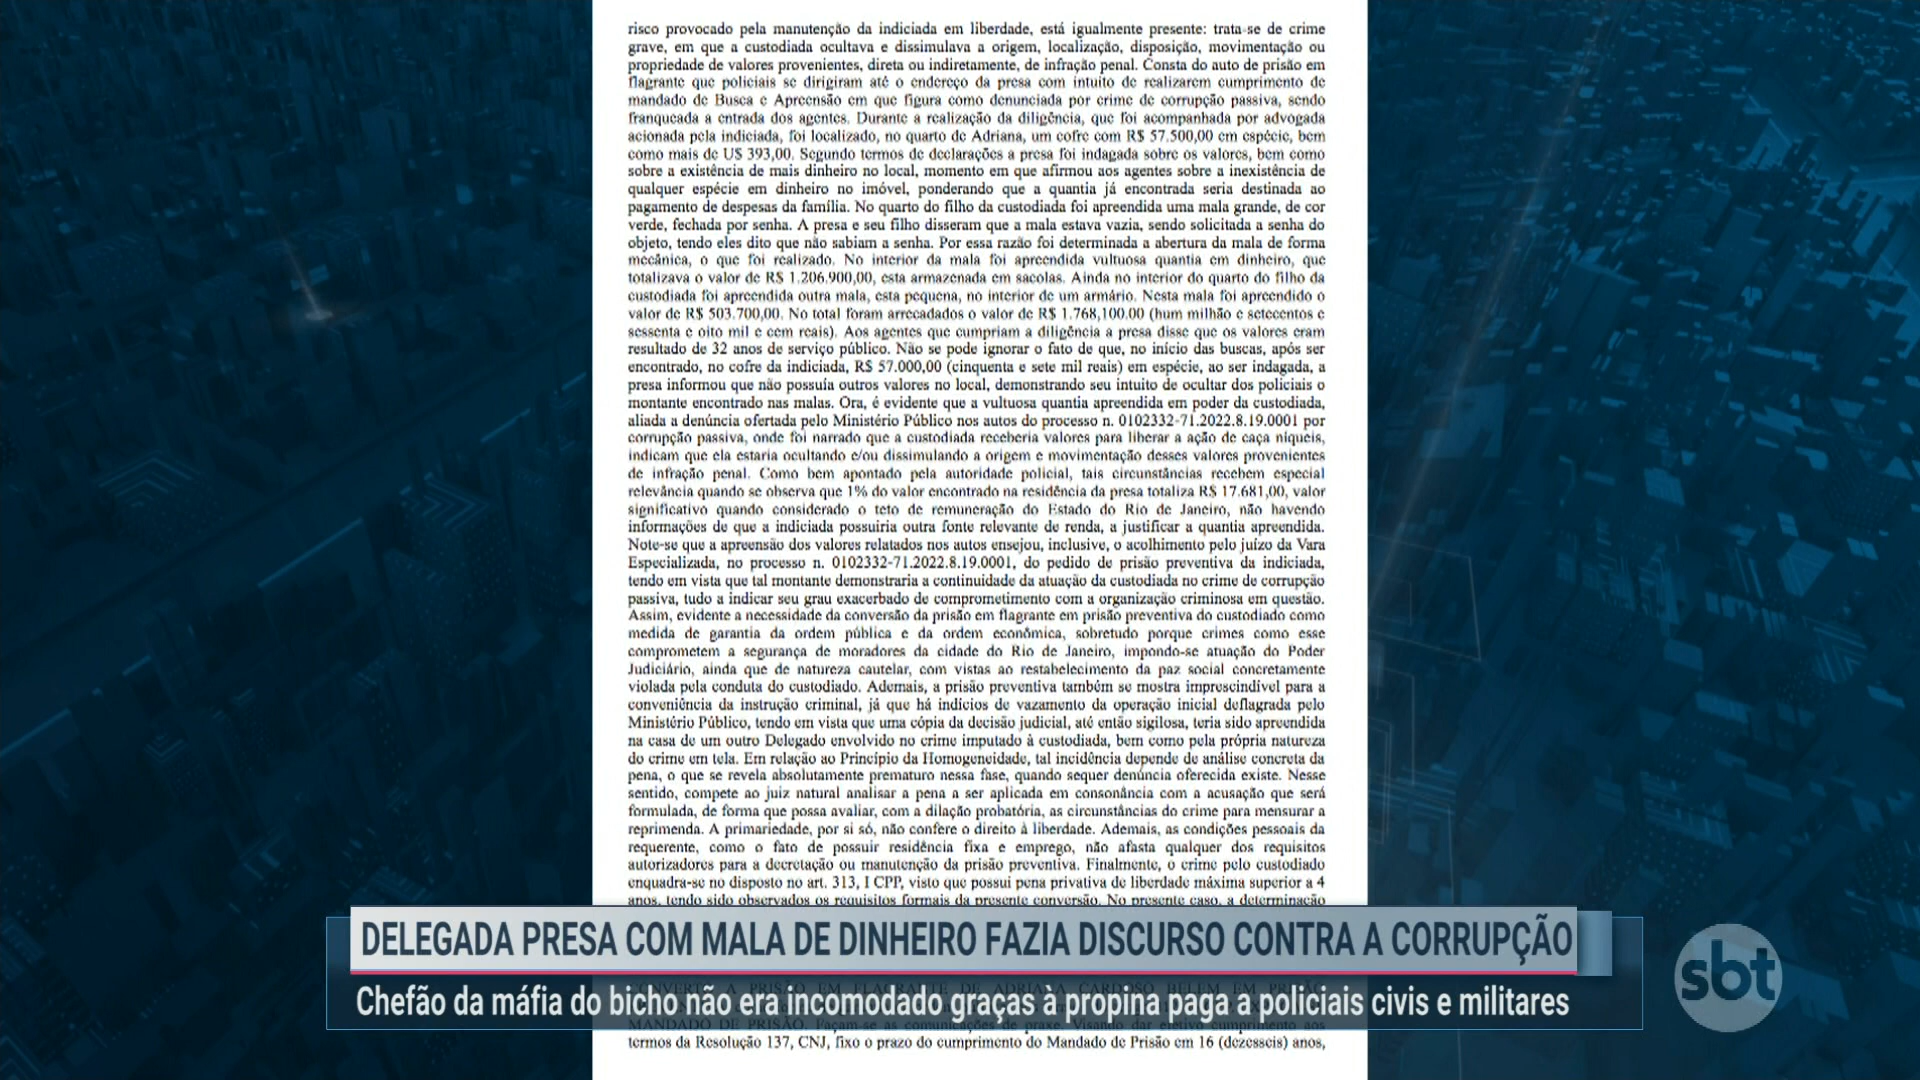 risco provocado pela manutenção da indiciada em liberdade, está igualmente presente: trata-se de crime
grave, em que a custodiada ocultava e dissimulava a origem, localização, disposição, movimentação ou
propriedade de valores provenientes, direta ou indiretamente, de infração penal. Consta do auto de prisão em
flagrante que policiais se dirigiram até o endereço da presa com intuito de realizarem cumprimento de
mandado de Busca e Apreensão em que figura como denunciada por crime de corrupção passiva, sendo
franqueada a entrada dos agentes. Durante a realização da diligência, que foi acompanhada por advogada
acionada pela indiciada, foi localizado, no quarto de Adriana, um cofre com R$ 57.500,00 em espécie, bem
como mais de U$ 393,00. Segundo termos de declarações a presa foi indagada sobre os valores, bem como
sobre a existência de mais dinheiro no local, momento em que afirmou aos agentes sobre a inexistência de
qualquer espécie em dinheiro no imóvel, ponderando que a quantia já encontrada seria destinada ao
pagamento de despesas da família. No quarto do filho da custodiada foi apreendida uma mala grande, de cor
verde, fechada por senha. A presa e seu filho disseram que a mala estava vazia, sendo solicitada a senha do
objeto, tendo eles dito que não sabiam a senha. Por essa razão foi determinada a abertura da mala de forma
mecânica, o que foi realizado. No interior da mala foi apreendida vultuosa quantia em dinheiro, que
totalizava o valor de R$ 1.206.900,00, esta armazenada em sacolas. Ainda no interior do quarto do filho da
custodiada foi apreendida outra mala, esta pequena, no interior de um armário. Nesta mala foi apreendido o
valor de R$ 503.700,00. No total foram arrecadados o valor de R$ 1.768,100.00 (hum milhão e setecentos e
sessenta e oito mil e cem reais). Aos agentes que cumpriam a diligência a presa disse que os valores eram
resultado de 32 anos de serviço público. Não se pode ignorar o fato de que, no início das buscas, após ser
encontrado, no cofre da indiciada, R$ 57.000,00 (cinquenta e sete mil reais) em espécie, ao ser indagada, a
presa informou que não possuía outros valores no local, demonstrando seu intuito de ocultar dos policiais o
montante encontrado nas malas. Ora, é evidente que a vultuosa quantia apreendida em poder da custodiada,
aliada a denúncia ofertada pelo Ministério Público nos autos do processo n. 0102332-71.2022.8.19.0001 por
corrupção passiva, onde foi narrado que a custodiada receberia valores para liberar a ação de caça níqueis,
indicam que ela estaria ocultando e/ou dissimulando a origem e movimentação desses valores provenientes
de infração penal. Como bem apontado pela autoridade policial, tais circunstâncias recebem especial
relevância quando se observa que 1% do valor encontrado na residência da presa totaliza R$ 17.681,00, valor
significativo quando considerado o teto de remuneração do Estado do Rio de Janeiro, não havendo
informações de que a indiciada possuiria outra fonte relevante de renda, a justificar a quantia apreendida.
Note-se que a apreensão dos valores relatados nos autos ensejou, inclusive, o acolhimento pelo juízo da Vara
Especializada, no processo n. 0102332-71.2022.8.19.0001, do pedido de prisão preventiva da indiciada,
tendo em vista que tal montante demonstraria a continuidade da atuação da custodiada no crime de corrupção
passiva, tudo a indicar seu grau exacerbado de comprometimento com a organização criminosa em questão.
Assim, evidente a necessidade da conversão da prisão em flagrante em prisão preventiva do custodiado como
medida de garantia da ordem pública e da ordem econômica, sobretudo porque crimes como esse
comprometem a segurança de moradores da cidade do Rio de Janeiro, impondo-se atuação do Poder
Judiciário, ainda que de natureza cautelar, com vistas ao restabelecimento da paz social concretamente
violada pela conduta do custodiado. Ademais, a prisão preventiva também se mostra imprescindível para a
conveniência da instrução criminal, já que há indícios de vazamento da operação inicial deflagrada pelo
Ministério Público, tendo em vista que uma cópia da decisão judicial, até então sigilosa, teria sido apreendida
na casa de um outro Delegado envolvido no crime imputado à custodiada, bem como pela própria natureza
do crime em tela. Em relação ao Princípio da Homogeneidade, tal incidência depende de análise concreta da
pena, o que se revela absolutamente prematuro nessa fase, quando sequer denúncia oferecida existe. Nesse
sentido, compete ao juiz natural analisar a pena a ser aplicada em consonância com a acusação que será
formulada, de forma que possa avaliar, com a dilação probatória, as circunstâncias do crime para mensurar a
reprimenda. A primariedade, por si só, não confere o direito à liberdade. Ademais, as condições pessoais da
requerente, como o fato de possuir residência fixa e emprego, não afasta qualquer dos requisitos
autorizadores para a decretação ou manutenção da prisão preventiva. Finalmente, o crime pelo custodiado
enquadra-se no disposto no art. 313, I CPP, visto que possui pena privativa de liberdade máxima superior a 4
anos, tendo sido observados os requisitos formais da presente conversão. No presente caso, a determinação
DELEGADA PRESA COM MALA DE DINHEIRO FAZIA DISCURSO CONTRA A CORRUPÇÃO
Chefão da máfia do bicho não era incomodado graças à propina paga a policiais civis e militares
sbt
termos da Resolução 137, CNJ, fixo o prazo do cumprimento do Mandado de Prisão em 16 (dezesseis) anos,